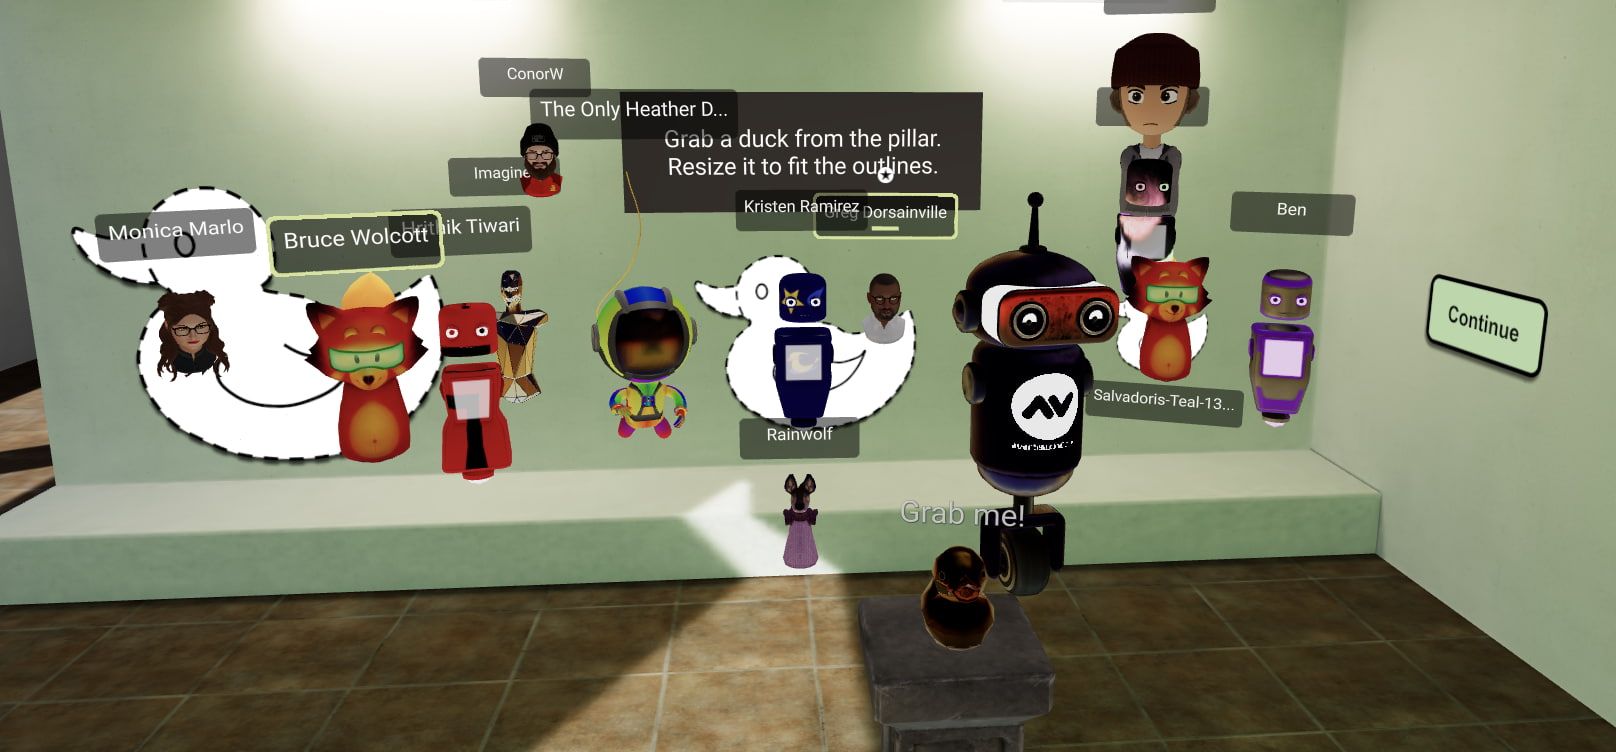 ConorW
The Only Heather D...
Grab a duck from the pillar.
Resize it to fit the outlines.
Imagine
Monica Marlo
Bruce Wolcott
Hrithik Tiwari
Kristen Ramirez
Greg Dorsainville
Ben
Continue
Salvadoris-Teal-13...
Rainwolf
Grab me!